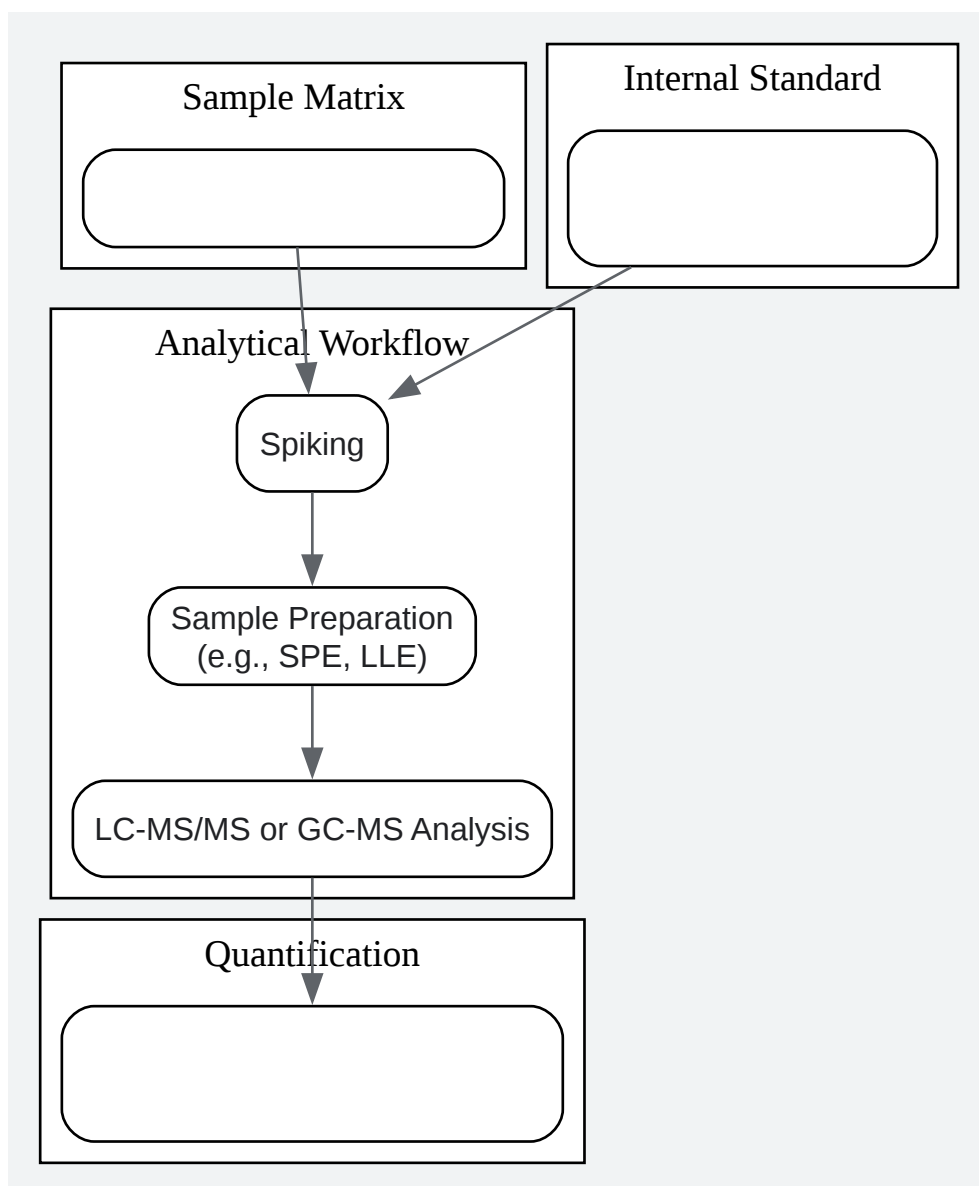 Sample Matrix
Internal Standard
Analytical Workflow
Spiking
Sample Preparation
(e.g., SPE, LLE)
LC-MS/MS or GC-MS Analysis
Quantification